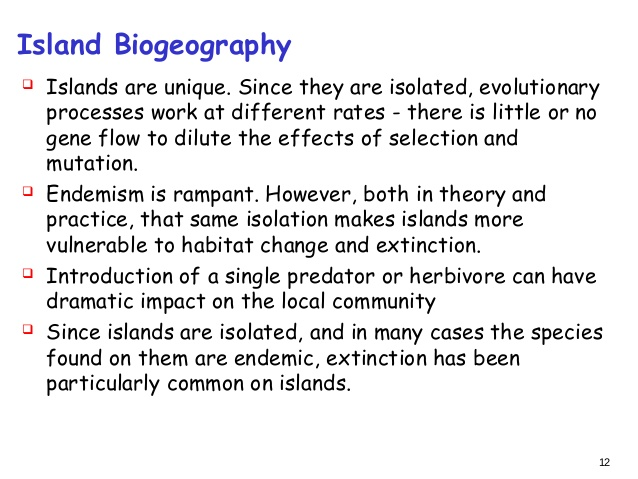 Island Biogeography
Islands are unique. Since they are isolated, evolutionary
processes work at different rates - there is little or no
gene flow to dilute the effects of selection and
mutation.
Endemism is rampant. However, both in theory and
practice, that same isolation makes islands more
vulnerable to habitat change and extinction.
Introduction of a single predator or herbivore can have
dramatic impact on the local community
Since islands are isolated, and in many cases the species
found on them are endemic, extinction has been
particularly common on islands.
12